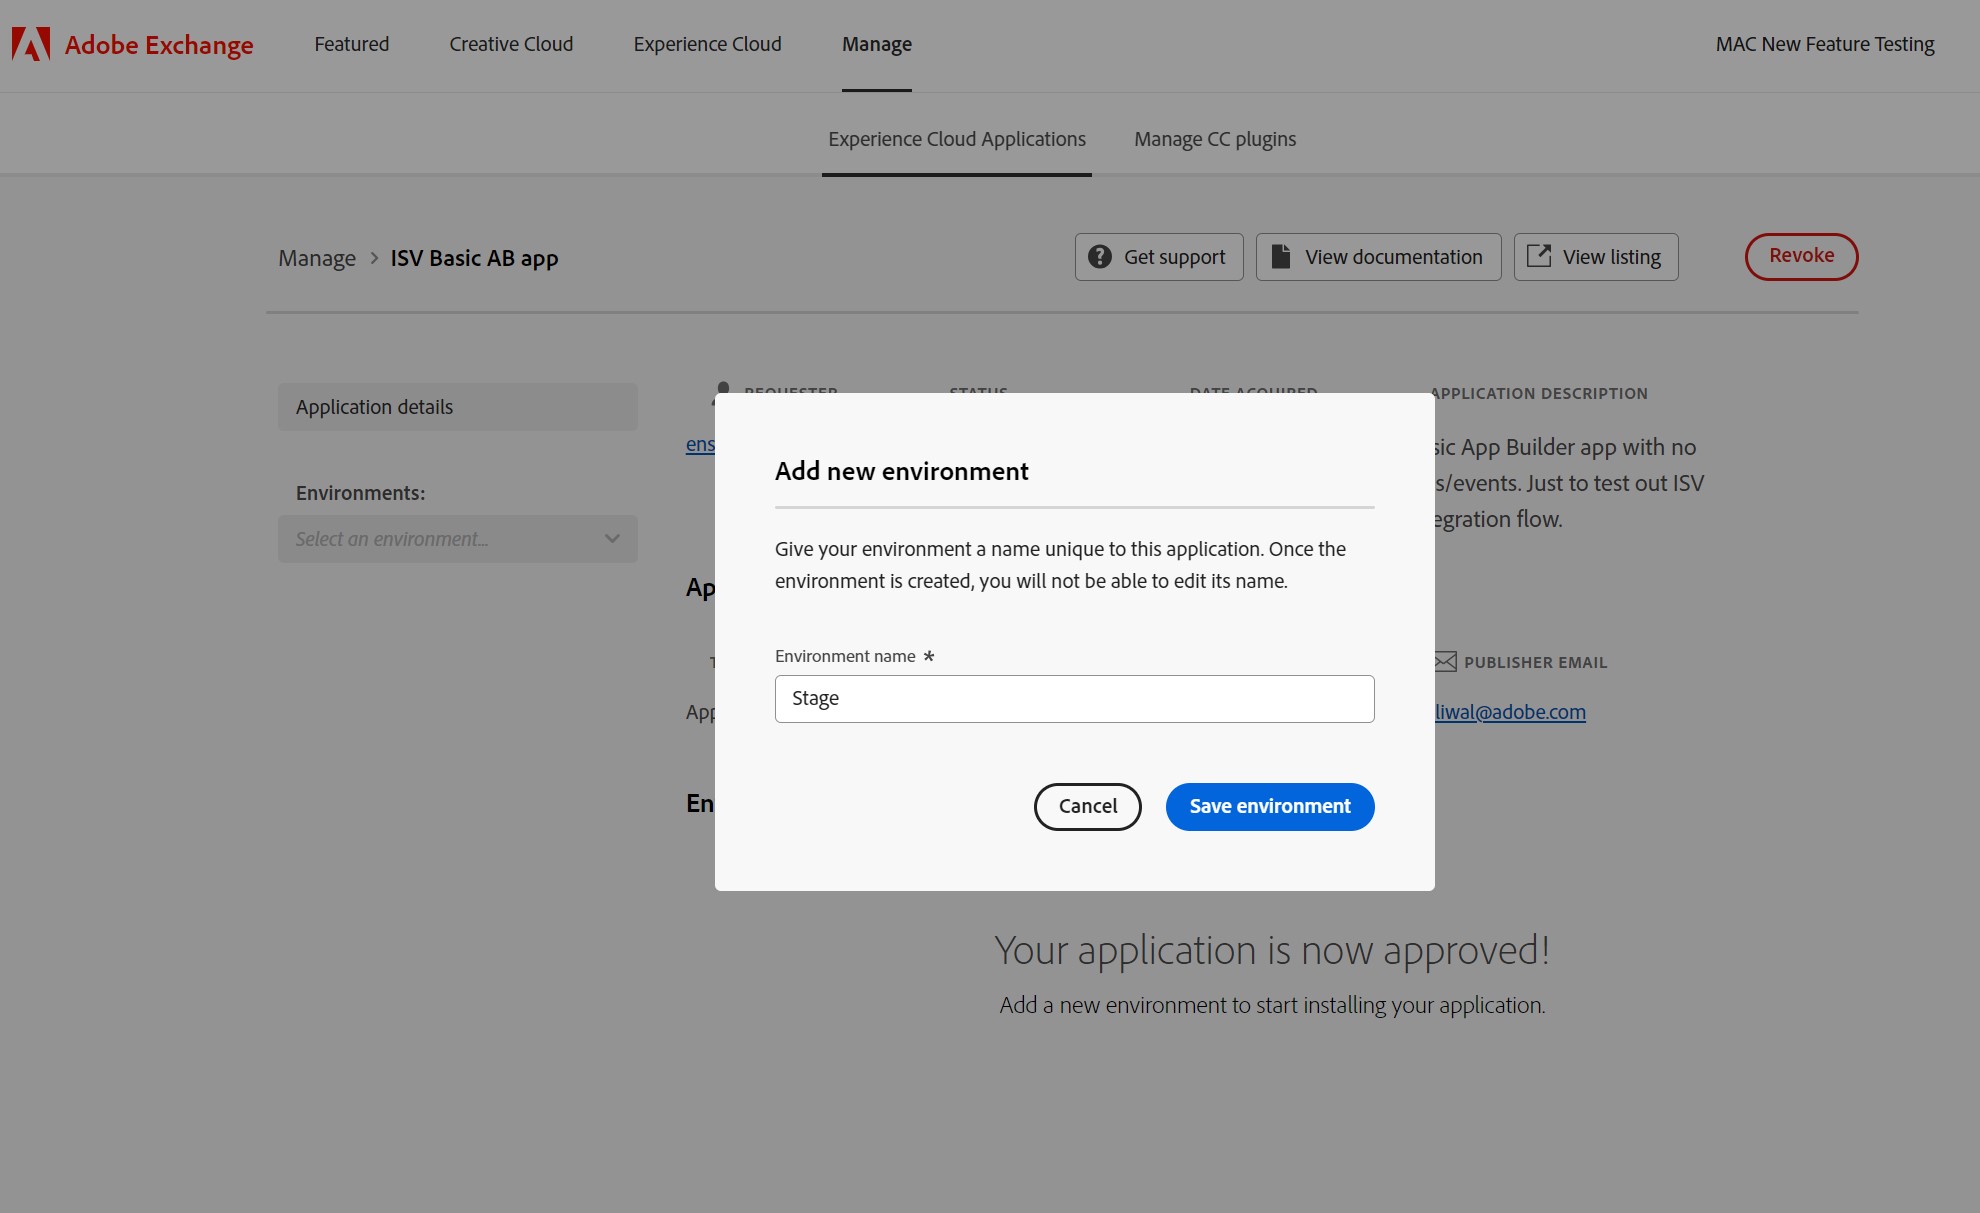 Adobe Exchange
Featured
Creative Cloud
Experience Cloud
Manage
MAC New Feature Testing
Experience Cloud Applications
Manage CC plugins
Manage > ISV Basic AB app
Get support
View documentation
View listing
Revoke
Application details
Environments:
Select an environment...
REQUESTER
STATUS
DATE ACQUIRED
APPLICATION DESCRIPTION
ens
sic App Builder app with no
s/events. Just to test out ISV
egration flow.
Add new environment
Give your environment a name unique to this application. Once the
environment is created, you will not be able to edit its name.
Ap
Environment name *
Stage
T
PUBLISHER EMAIL
App
liwal@adobe.com
Cancel
Save environment
En
Your application is now approved!
Add a new environment to start installing your application.